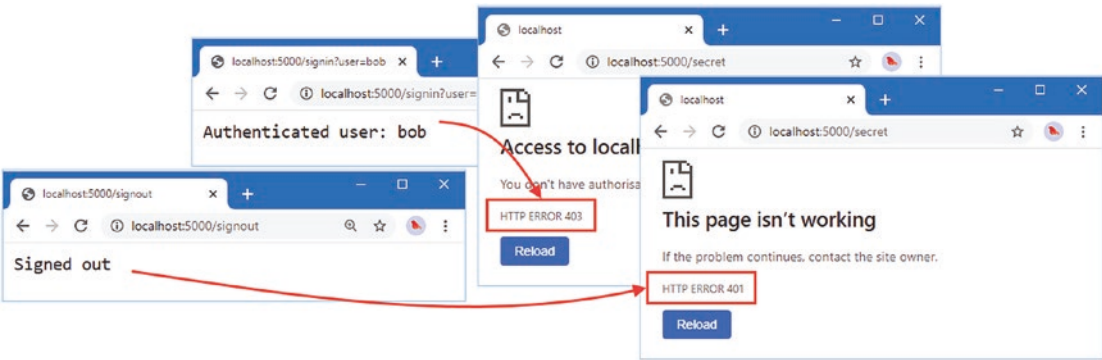 localhost:5000/signin?user=bob
localhost:5000/signin?user=
Authenticated user: bob
localhost
localhost:5000/secret
Access to local
You don't have authorisa
HTTP ERROR 403
Reload
localhost:5000/signout
localhost:5000/signout
Signed out
localhost
localhost:5000/secret
This page isn't working
If the problem continues, contact the site owner.
HTTP ERROR 401
Reload